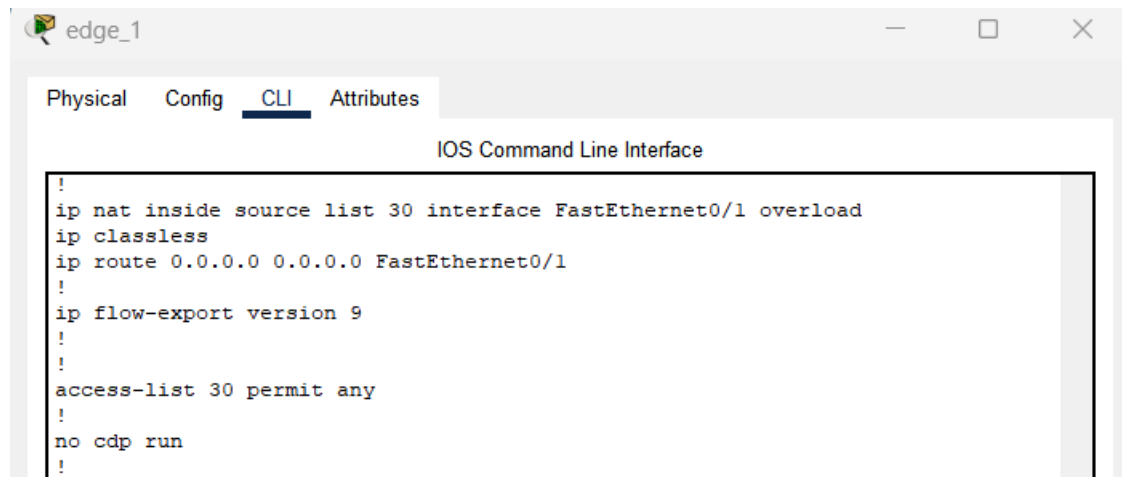 edge_1
Physical Config CLI Attributes
IOS Command Line Interface
!
ip nat inside source list 30 interface FastEthernet0/1 overload
ip classless
ip route 0.0.0.0 0.0.0.0 FastEthernet0/1
!
ip flow-export version 9
!
!
access-list 30 permit any
!
no cdp run
!